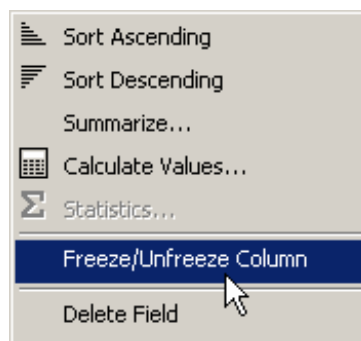 Sort Ascending
Sort Descending
Summarize...
Calculate Values...
Σ Statistics...
Freeze/Unfreeze Column
Delete Field